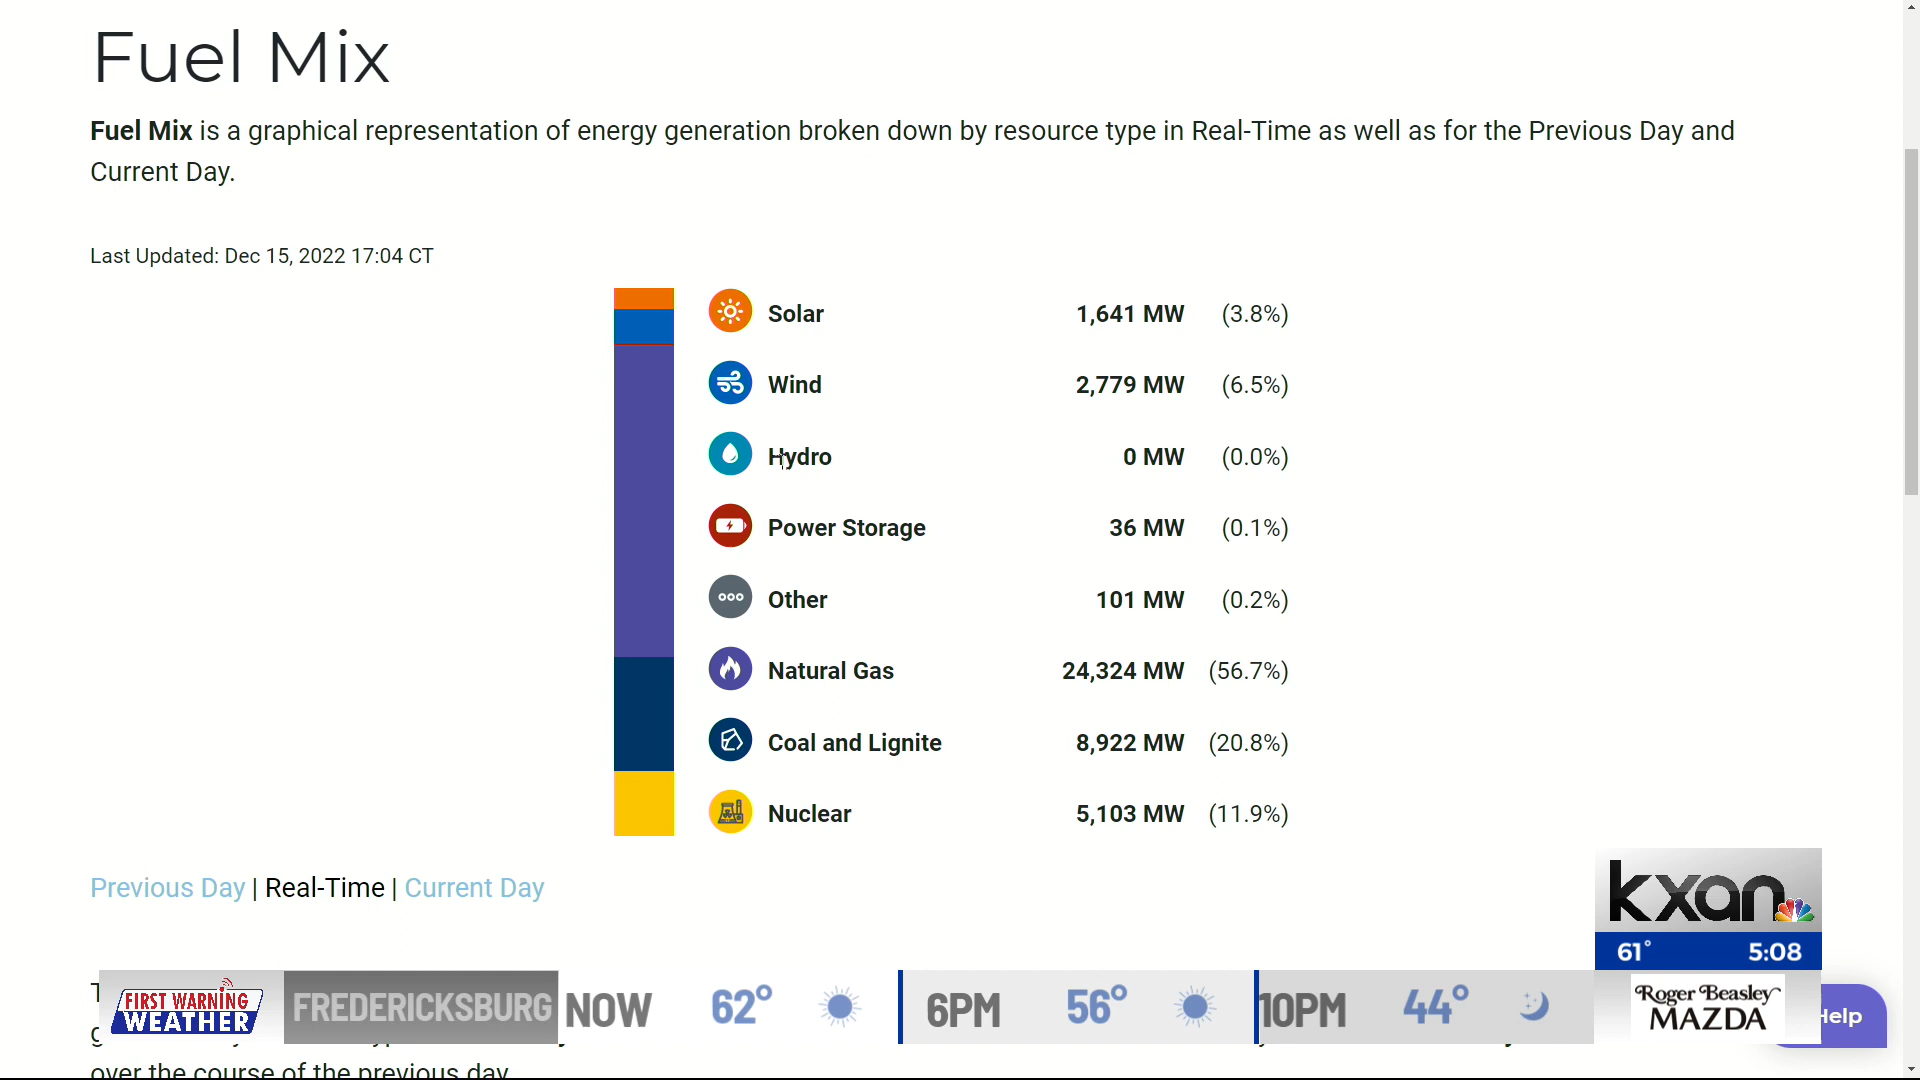 Fuel Mix
Fuel Mix is a graphical representation of energy generation broken down by resource type in Real-Time as well as for the Previous Day and
Current Day.
Last Updated: Dec 15, 2022 17:04 CT
Solar 1,641 MW (3.8%)
Wind 2,779 MW (6.5%)
Hydro 0 MW (0.0%)
Power Storage 36 MW (0.1%)
Other 101 MW (0.2%)
Natural Gas 24,324 MW (56.7%)
Coal and Lignite 8,922 MW (20.8%)
Nuclear 5,103 MW (11.9%)
Previous Day | Real-Time | Current Day
kxan
61° 5:08
FIRST WARNING
WEATHER
FREDERICKSBURG NOW 62° 6PM 56° 10PM 44°
Roger Beasley
MAZDA
Help
over the course of the previous day